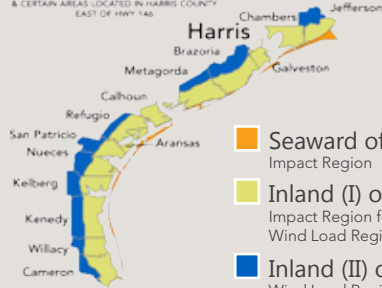 & CERTAIN AREAS LOCATED IN HARRIS COUNTY
EAST OF HWY 146
Jefferson
Chambers
Harris
Brazoria
Galveston
Metagorda
Calhoun
Refugio
San Patricio
Aransas
Nueces
Kelberg
Kenedy
Willacy
Cameron
Seaward of
Impact Region
Inland (I) o
Impact Region f
Wind Load Regi
Inland (II) o